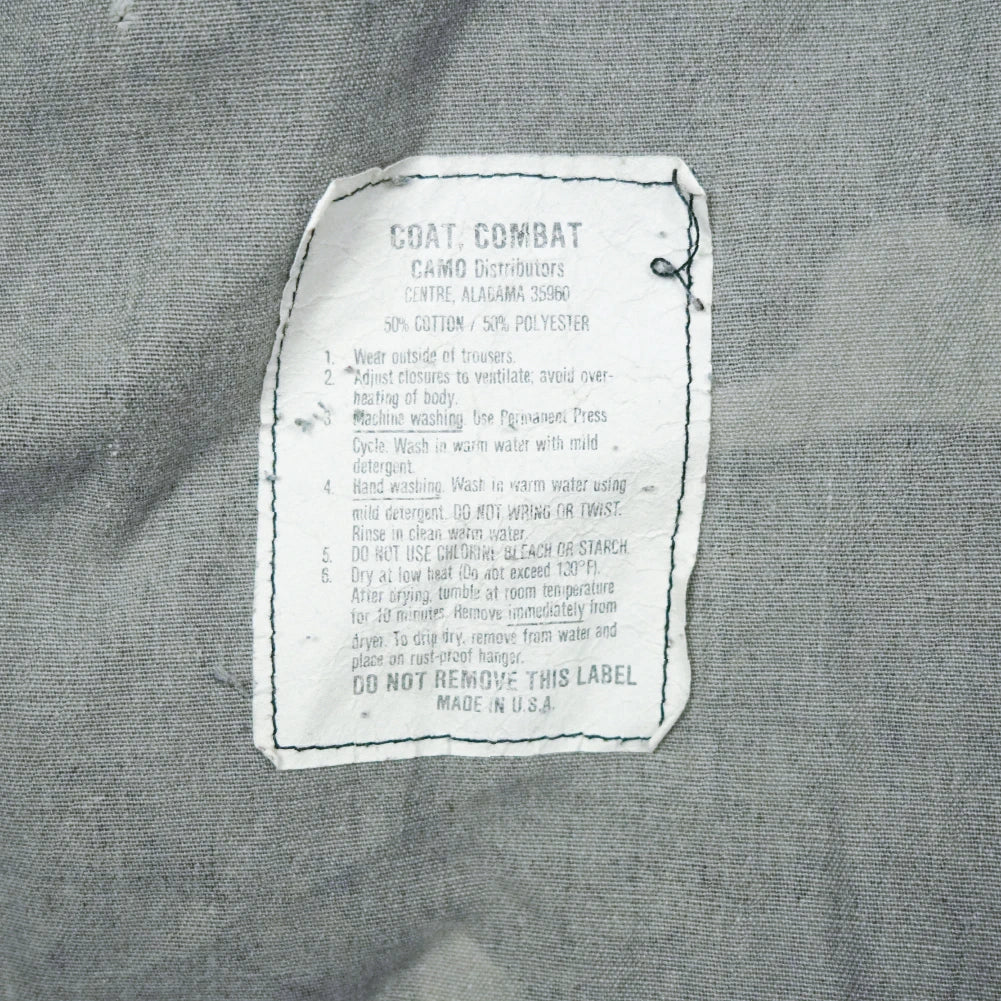 COAT, COMBAT
CAMO Distributors
CENTRE, ALABAMA 35960
50% COTTON / 50% POLYESTER
1. Wear outside of trousers.
2. Adjust closures to ventilate; avoid over-
heating of body.
3. Machine washing. Use Permanent Press
Cycle. Wash in warm water with mild
detergent.
4. Hand washing. Wash in warm water using
mild detergent. DO NOT WRING OR TWIST.
Rinse in clean warm water.
5. DO NOT USE CHLORINE BLEACH OR STARCH.
6. Dry at low heat (Do not exceed
After drying, tumble at room temperature
for 10 minutes. Remove immediately from
dryer. To drip dry, remove from water and
place on rust-proof hanger.
DO NOT REMOVE THIS LABEL
MADE IN U.S.A.